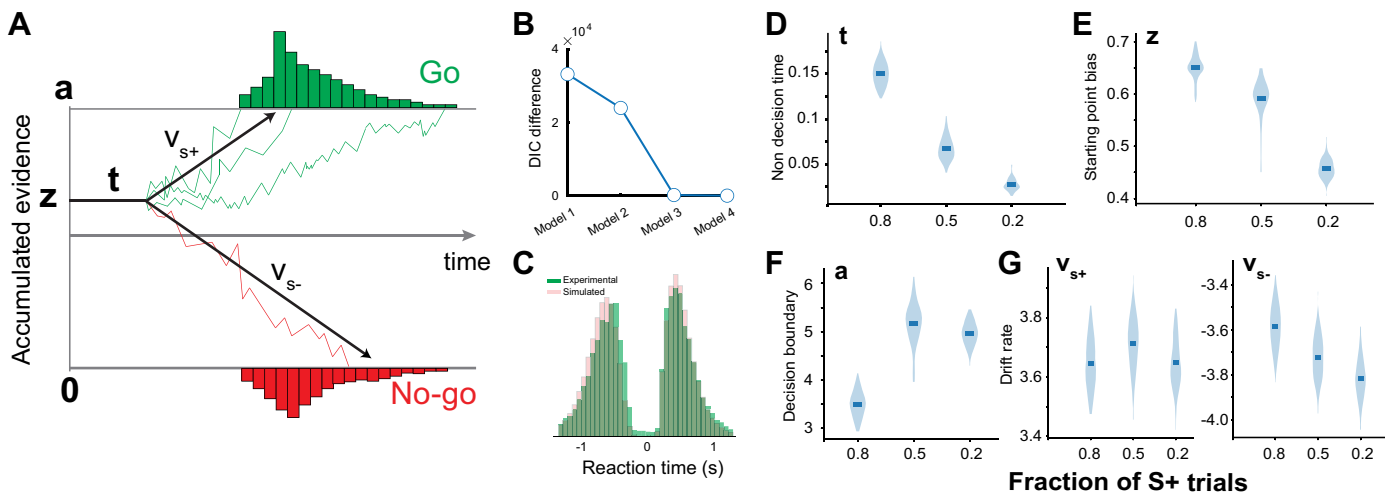 A
a
Go
Accumulated evidence
V s+
t
z
time
V s-
0
No-go
B
× 10⁴
DIC difference
4
2
0
Model 1
Model 2
Model 3
Model 4
C
Experimental
Simulated
-1 0 1
Reaction time (s)
D
t
Non decision time
0.15
0.10
0.05
0.8 0.5 0.2
E
z
Starting point bias
0.7
0.6
0.5
0.4
0.8 0.5 0.2
F
a
Decision boundary
6
5
4
3
0.8 0.5 0.2
G
V s+
Drift rate
3.8
3.6
3.4
0.8 0.5 0.2
V s-
-3.4
-3.6
-3.8
-4.0
0.8 0.5 0.2
Fraction of S+ trials